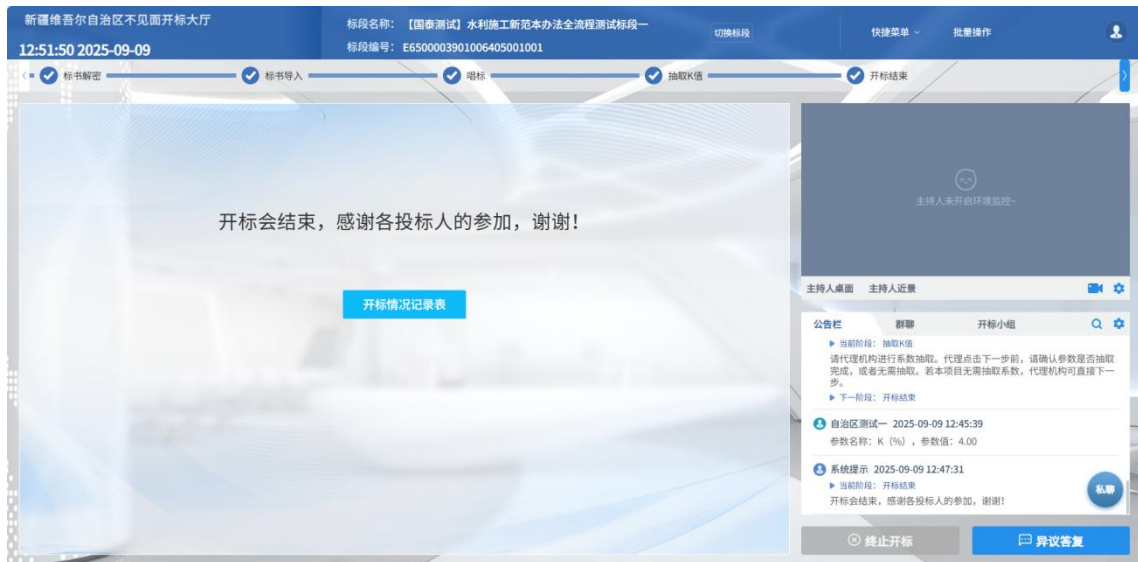 新疆维吾尔自治区不见面开标大厅
12:51:50 2025-09-09
标段名称： 【国泰测试】水利施工新范本办法全流程测试标段一
标段编号： E6500003901006405001001
切换标段
快捷菜单
批量操作
标书解密
标书导入
唱标
抽取K值
开标结束
开标会结束，感谢各投标人的参加，谢谢！
开标情况记录表
主持人未开启环境监控~
主持人桌面
主持人近景
公告栏
群聊
开标小组
当前阶段： 抽取K值
请代理机构进行系数抽取。代理点击下一步前，请确认参数是否抽取
完成，或者无需抽取。若本项目无需抽取系数，代理机构可直接下一
步。
下一阶段： 开标结束
自治区测试一 2025-09-09 12:45:39
参数名称：K（%），参数值：4.00
系统提示 2025-09-09 12:47:31
当前阶段： 开标结束
开标会结束，感谢各投标人的参加，谢谢！
私聊
终止开标
异议答复